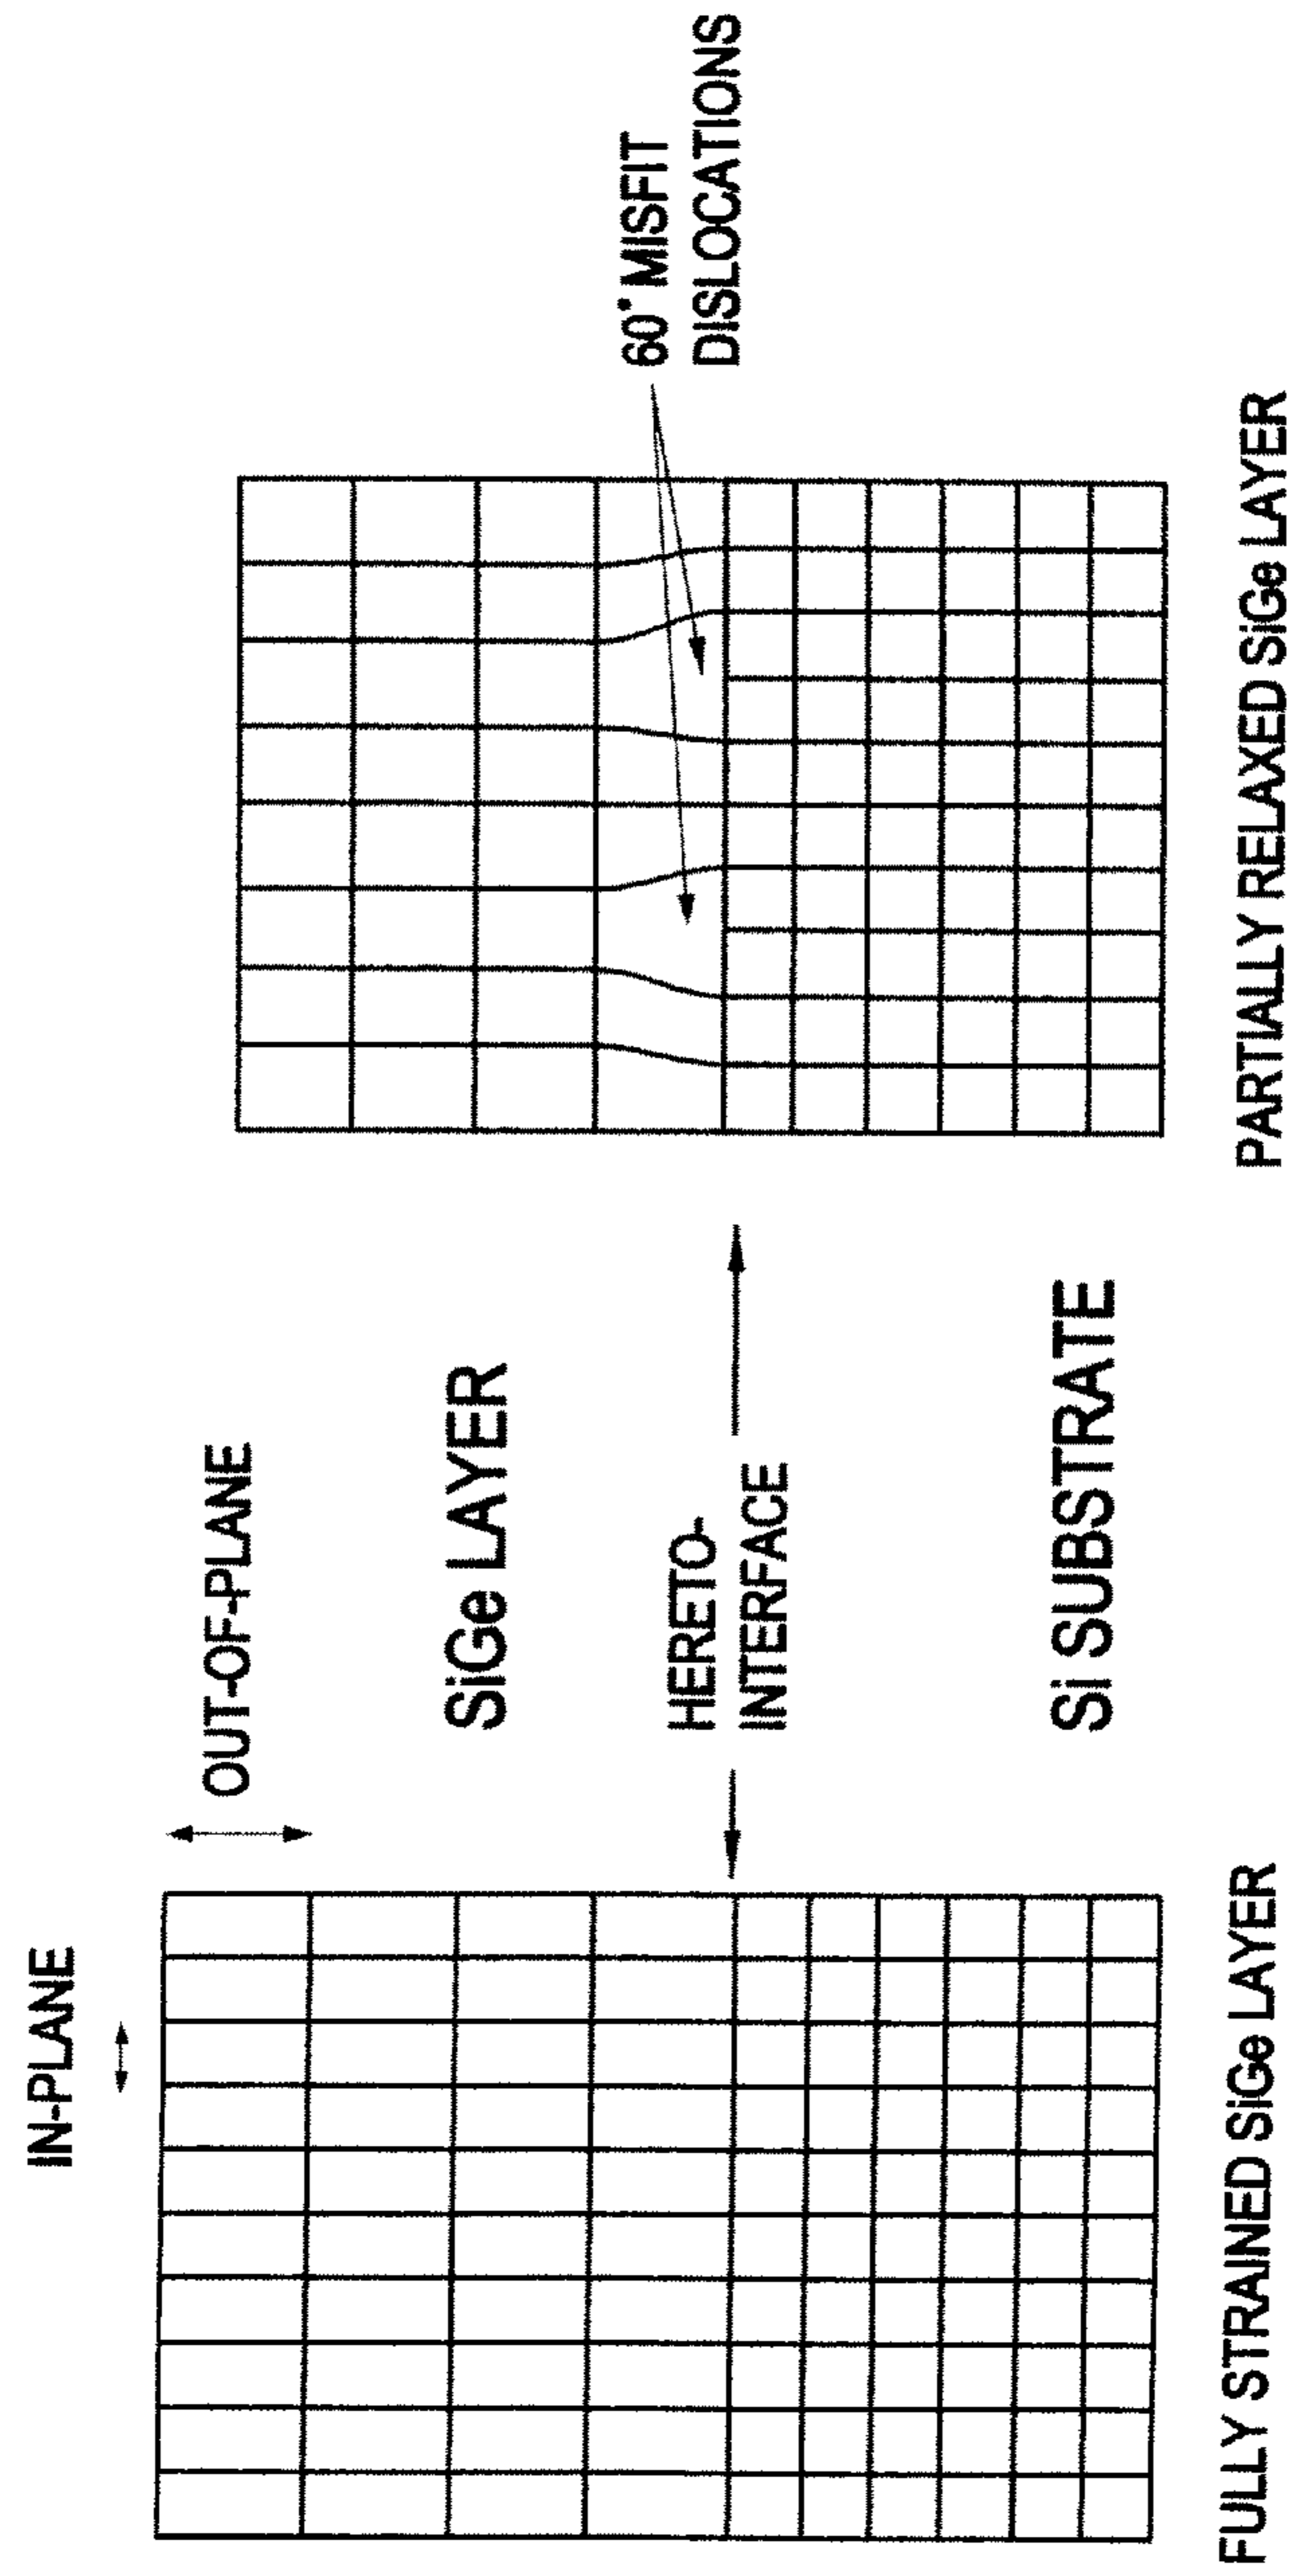 IN-PLANE
OUT-OF-PLANE
SiGe LAYER
HERETO-
INTERFACE
Si SUBSTRATE
60° MISFIT
DISLOCATIONS
FULLY STRAINED SiGe LAYER
PARTIALLY RELAXED SiGe LAYER